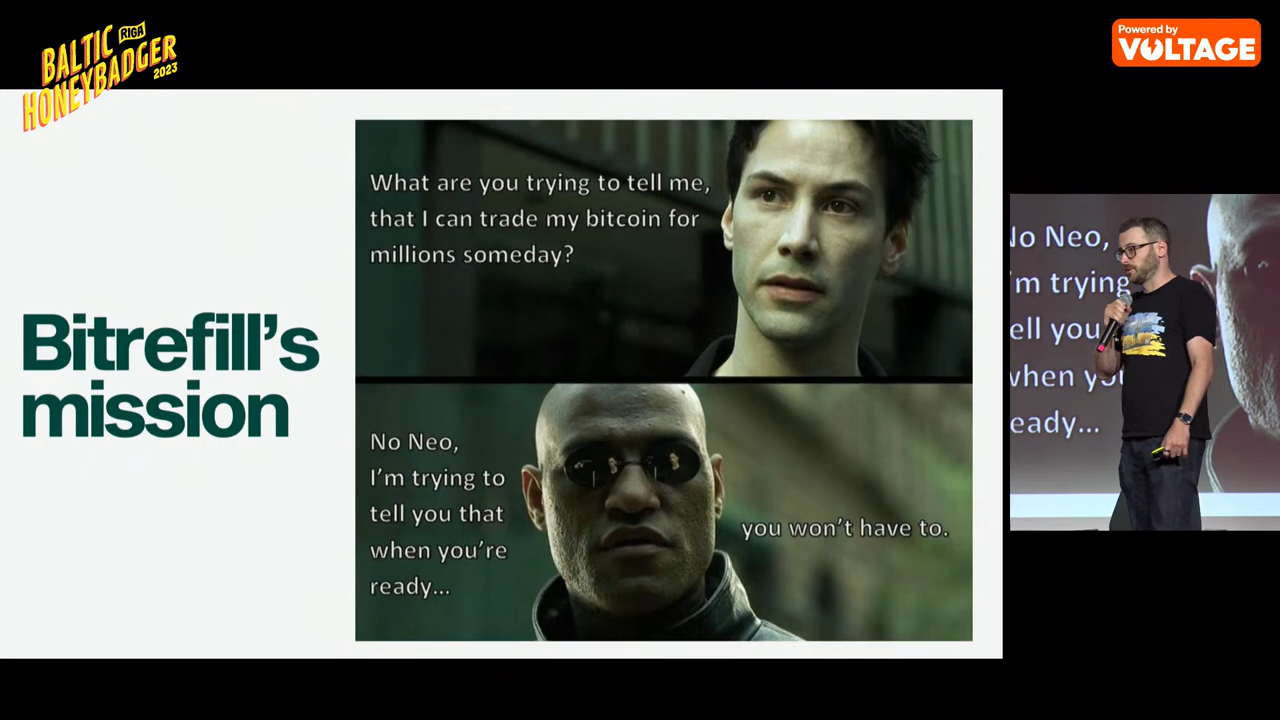 BALTIC
RIGA
HONEYBADGER
2023
Powered by
VOLTAGE
Bitrefill's
mission
What are you trying to tell me,
that I can trade my bitcoin for
millions someday?
No Neo,
I'm trying to
tell you that
when you're
ready...
you won't have to.
No Neo,
'm trying
ell you
when you
eady...